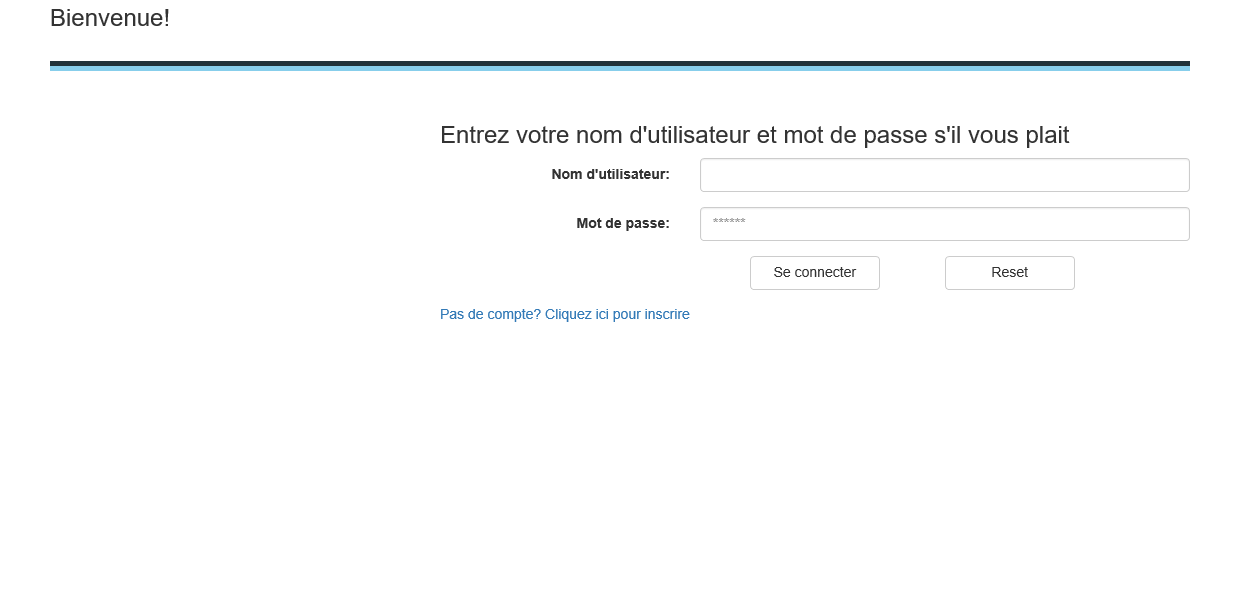 Bienvenue!
Entrez votre nom d'utilisateur et mot de passe s'il vous plait
Nom d'utilisateur:
Mot de passe:
******
Se connecter
Reset
Pas de compte? Cliquez ici pour inscrire